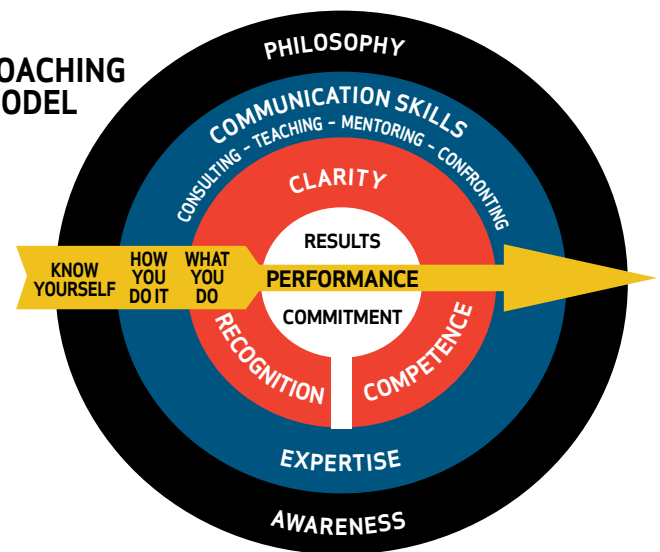 OACHING
ODEL
PHILOSOPHY
COMMUNICATION SKILLS
CONSULTING – TEACHING – MENTORING – CONFRONTING
CLARITY
RESULTS
KNOW
YOURSELF
HOW
YOU
DO IT
WHAT
YOU
DO
PERFORMANCE
COMMITMENT
RECOGNITION
COMPETENCE
EXPERTISE
AWARENESS